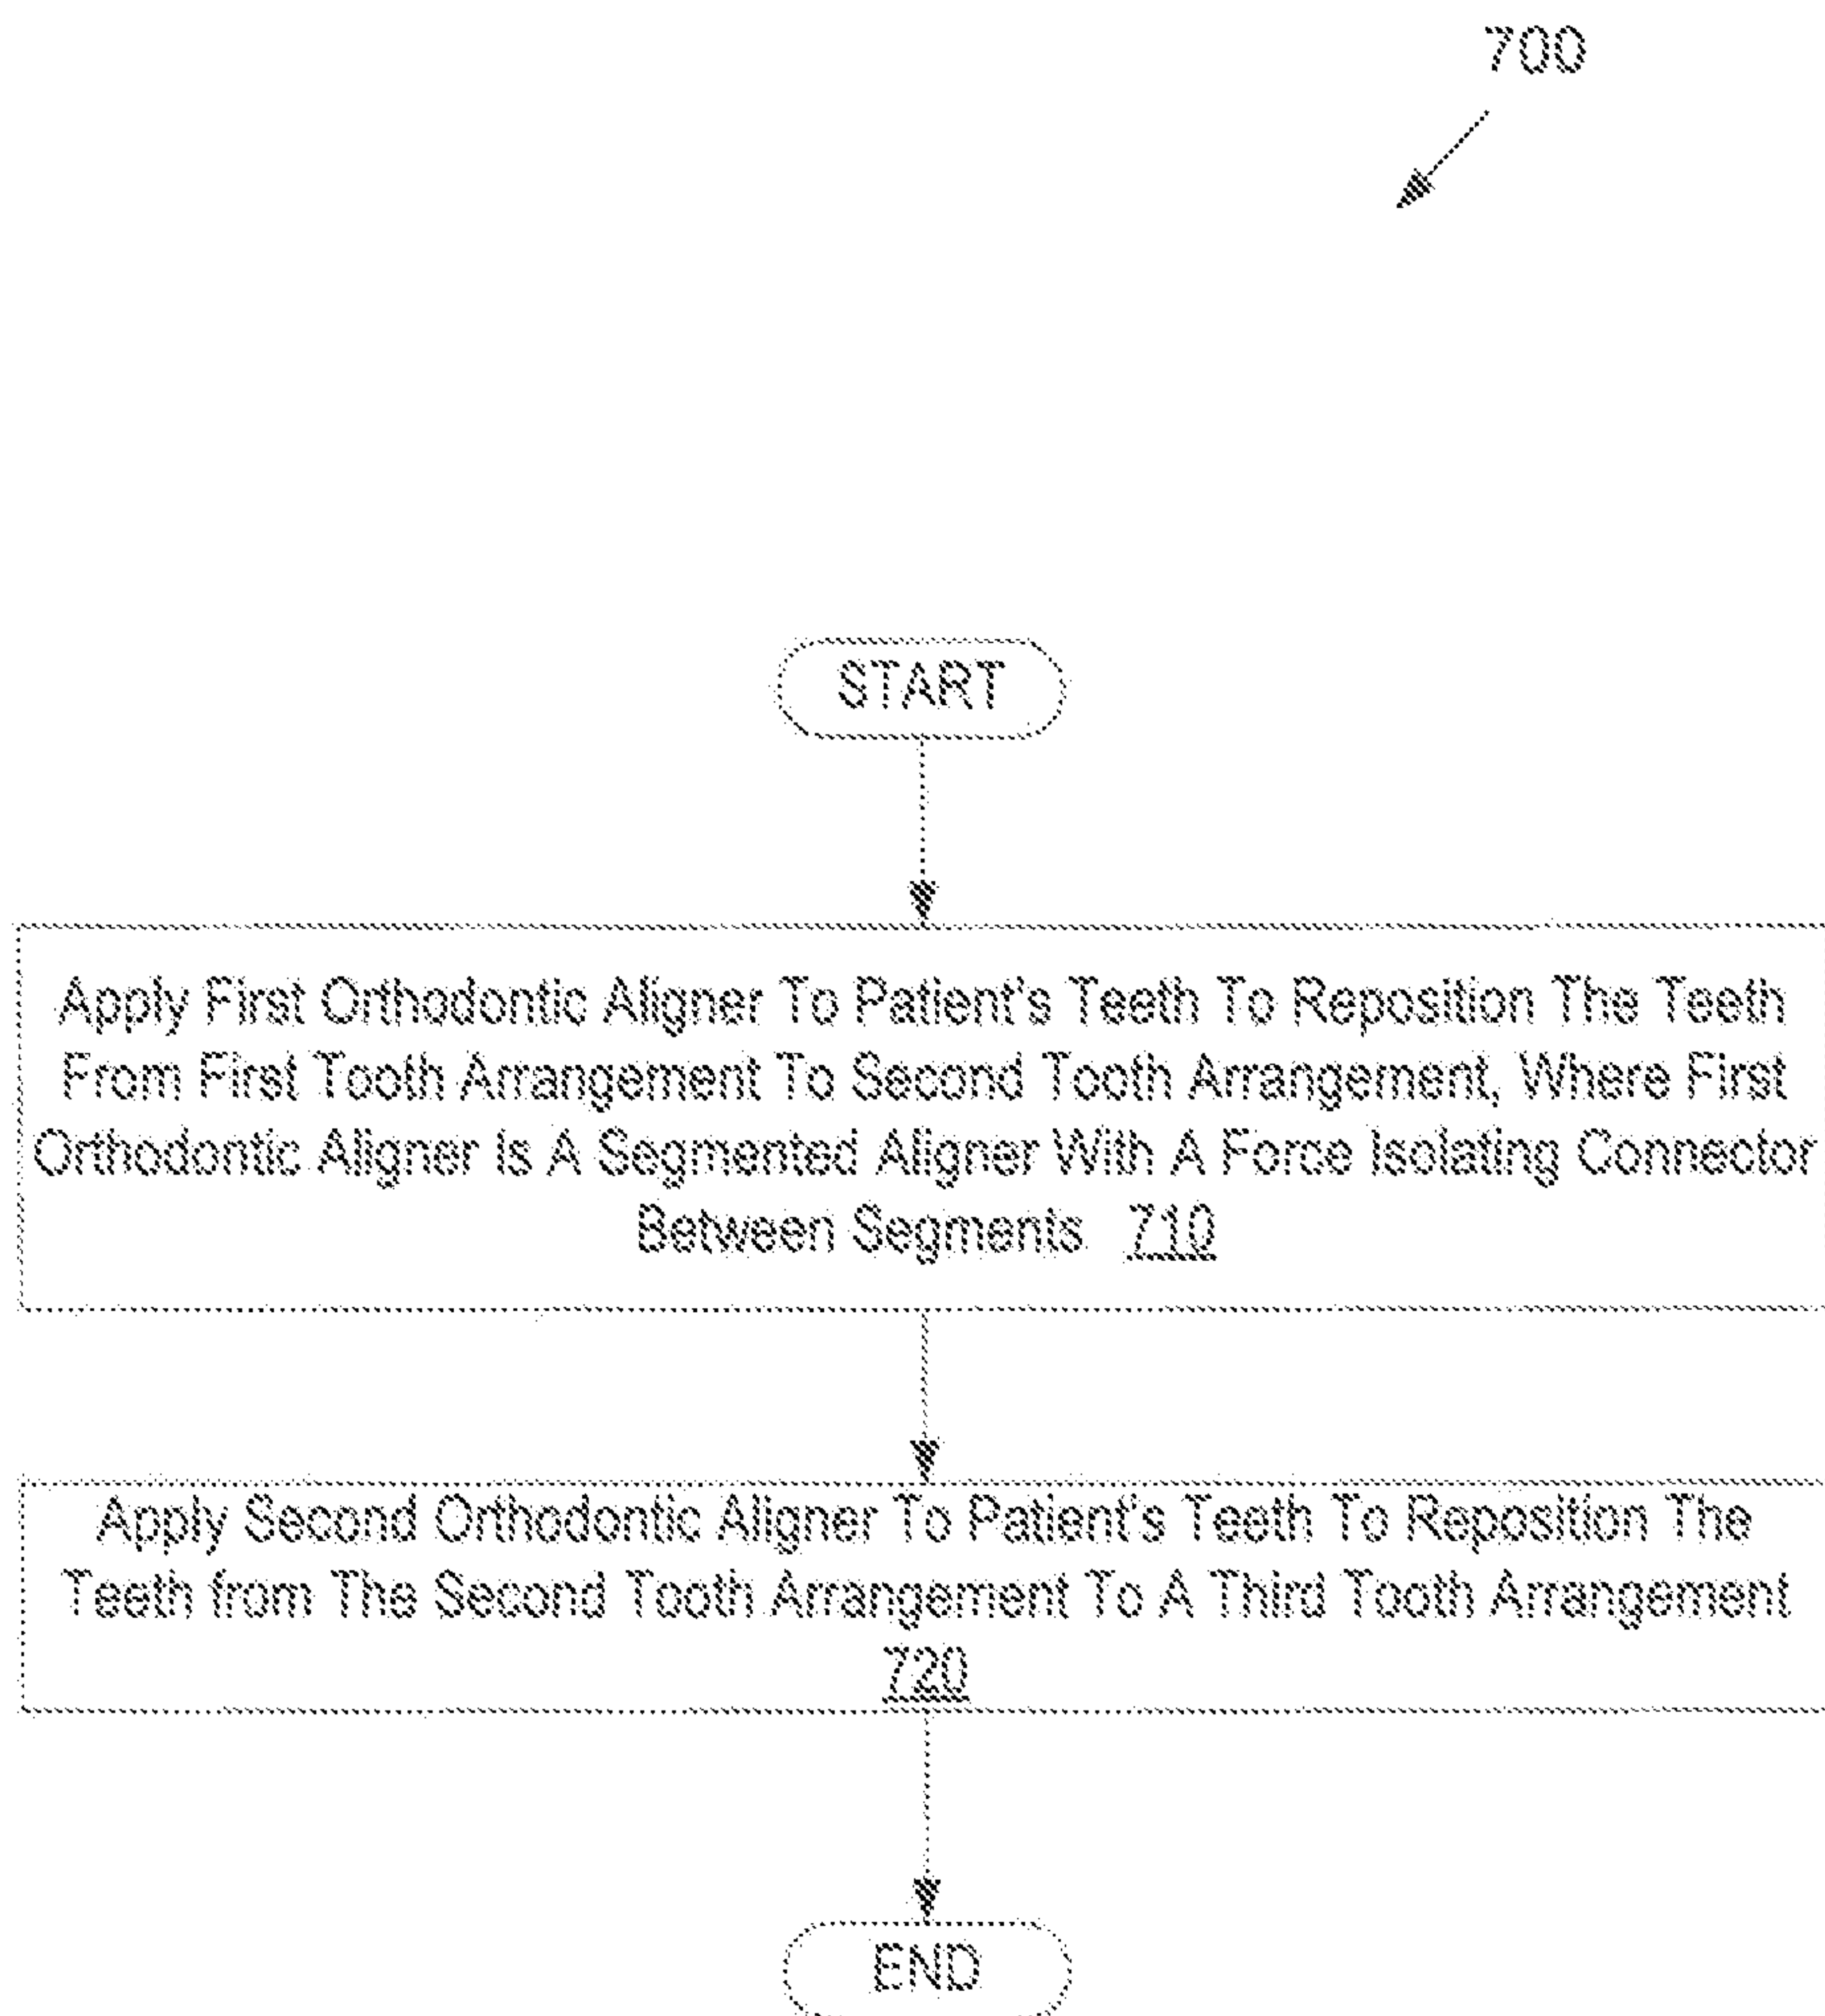 700
START
Apply First Orthodontic Aligner To Patient's Teeth To Reposition The Teeth
From First Tooth Arrangement To Second Tooth Arrangement, Where First
Orthodontic Aligner Is A Segmented Aligner With A Force Isolating Connector
Between Segments 710
Apply Second Orthodontic Aligner To Patient's Teeth To Reposition The
Teeth from The Second Tooth Arrangement To A Third Tooth Arrangement
720
END